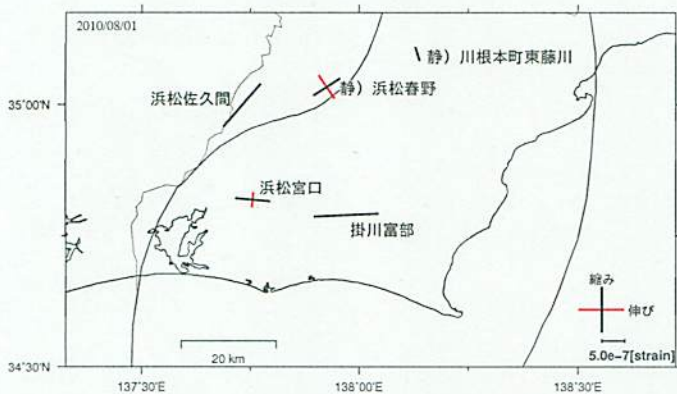 2010/08/01
静）川根本町東藤川
35°00'N
浜松佐久間
静）浜松春野
浜松宮口
掛川富部
縮み
伸び
20 km
5.0e-7[strain]
34°30'N
137°30'E
138°00'E
138°30'E